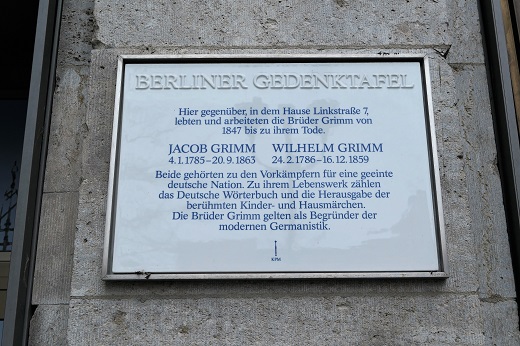 BERLINER GEDENKTAFEL
Hier gegenüber, in dem Hause Linkstraße 7,
lebten und arbeiteten die Brüder Grimm von
1847 bis zu ihrem Tode.
JACOB GRIMM WILHELM GRIMM
4.1.1785–20.9.1863 24.2.1786–16.12.1859
Beide gehörten zu den Vorkämpfern für eine geeinte
deutsche Nation. Zu ihrem Lebenswerk zählen
das Deutsche Wörterbuch und die Herausgabe der
berühmten Kinder- und Hausmärchen.
Die Brüder Grimm gelten als Begründer der
modernen Germanistik.
KPM